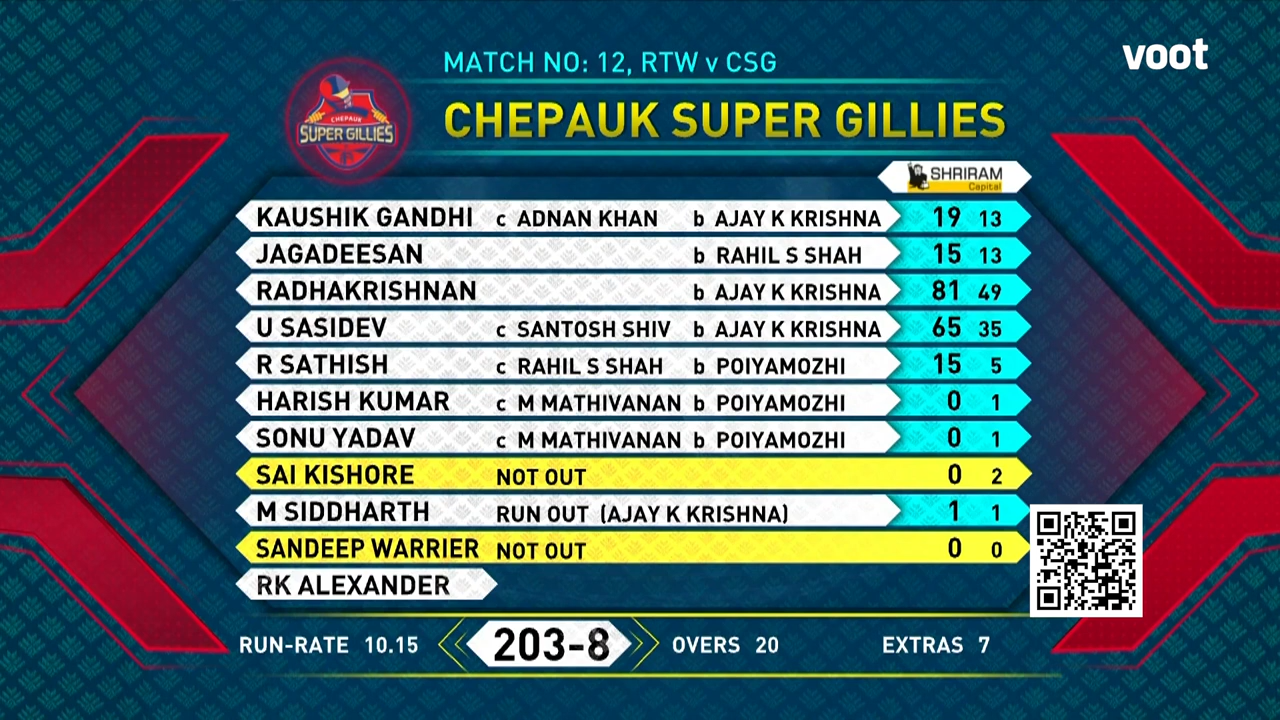 voot
MATCH NO: 12, RTW v CSG
CHEPAUK SUPER GILLIES
CHEPAUK
SUPER GILLIES
SHRIRAM
Capital
KAUSHIK GANDHI c ADNAN KHAN b AJAY K KRISHNA 19 13
JAGADEESAN b RAHIL S SHAH 15 13
RADHAKRISHNAN b AJAY K KRISHNA 81 49
U SASIDEV c SANTOSH SHIV b AJAY K KRISHNA 65 35
R SATHISH c RAHIL S SHAH b POIYAMOZHI 15 5
HARISH KUMAR c M MATHIVANAN b POIYAMOZHI 0 1
SONU YADAV c M MATHIVANAN b POIYAMOZHI 0 1
SAI KISHORE NOT OUT 0 2
M SIDDHARTH RUN OUT (AJAY K KRISHNA) 1 1
SANDEEP WARRIER NOT OUT 0 0
RK ALEXANDER
RUN-RATE 10.15 203-8 OVERS 20 EXTRAS 7